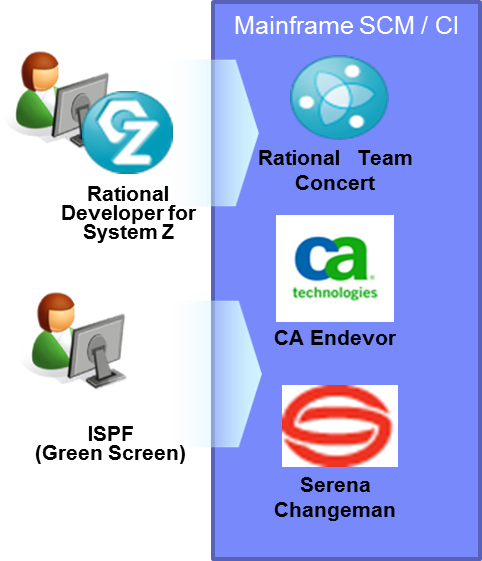 Mainframe SCM / CI
Rational
Developer for
System Z
Rational Team
Concert
ca
technologies
CA Endevor
ISPF
(Green Screen)
Serena
Changeman